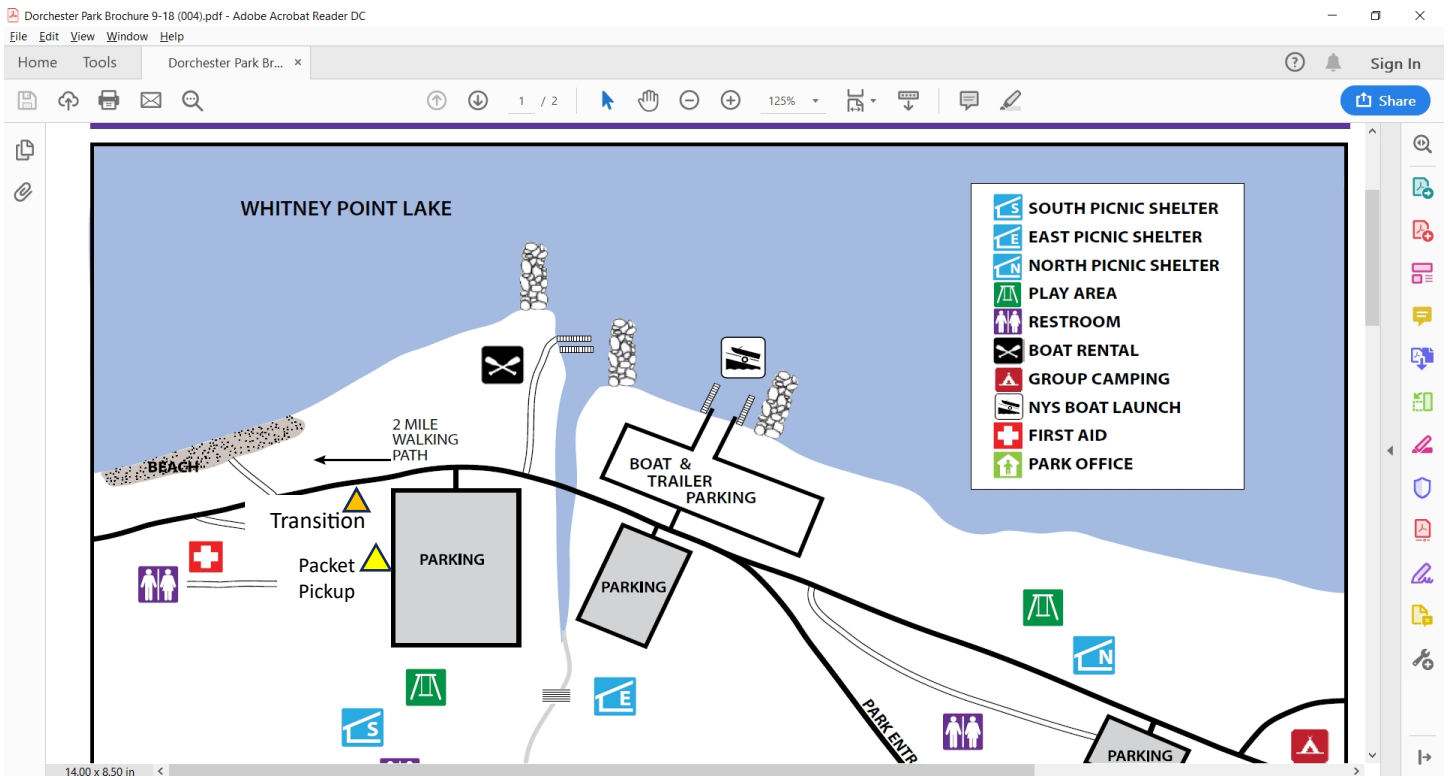 Dorchester Park Brochure 9-18 (004).pdf - Adobe Acrobat Reader DC
File Edit View Window Help
Home Tools Dorchester Park Br... ×
? Sign In
1 / 2 125% Share
WHITNEY POINT LAKE
S SOUTH PICNIC SHELTER
E EAST PICNIC SHELTER
N NORTH PICNIC SHELTER
PLAY AREA
RESTROOM
BOAT RENTAL
GROUP CAMPING
NYS BOAT LAUNCH
FIRST AID
PARK OFFICE
2 MILE
WALKING
PATH
BEACH
BOAT &
TRAILER
PARKING
Transition
Packet
Pickup
PARKING
PARKING
N
E
S
PARK ENTR
PARKING
14.00 x 8.50 in